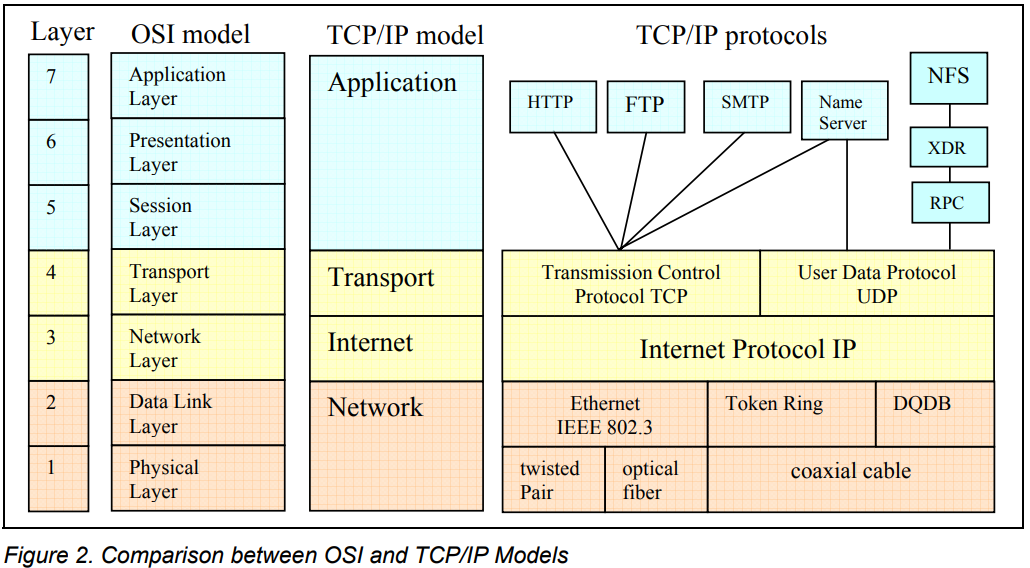 Layer OSI model TCP/IP model TCP/IP protocols
7
Application
Layer
6
Presentation
Layer
5
Session
Layer
4
Transport
Layer
3
Network
Layer
2
Data Link
Layer
1
Physical
Layer
Application
Transport
Internet
Network
HTTP
FTP
SMTP
Name
Server
NFS
XDR
RPC
Transmission Control
Protocol TCP
User Data Protocol
UDP
Internet Protocol IP
Ethernet
IEEE 802.3
Token Ring
DQDB
twisted
Pair
optical
fiber
coaxial cable
Figure 2. Comparison between OSI and TCP/IP Models